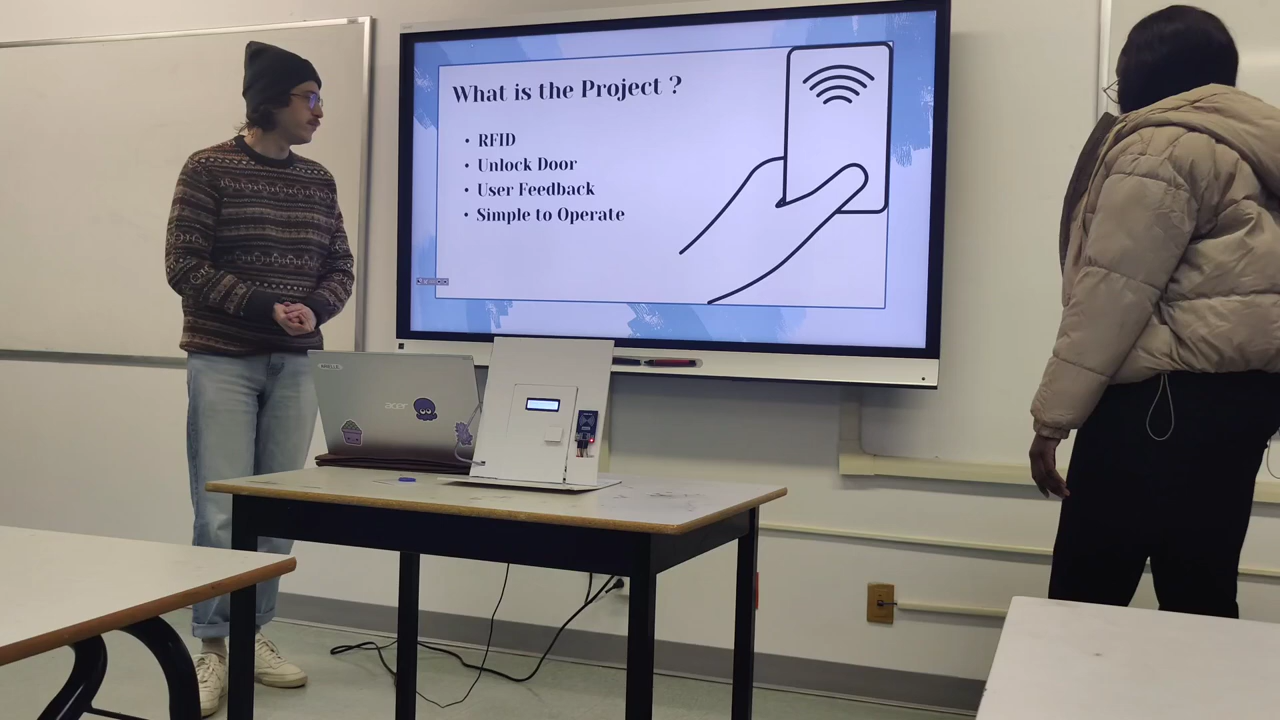 What is the Project ?
• RFID
• Unlock Door
• User Feedback
• Simple to Operate
acer